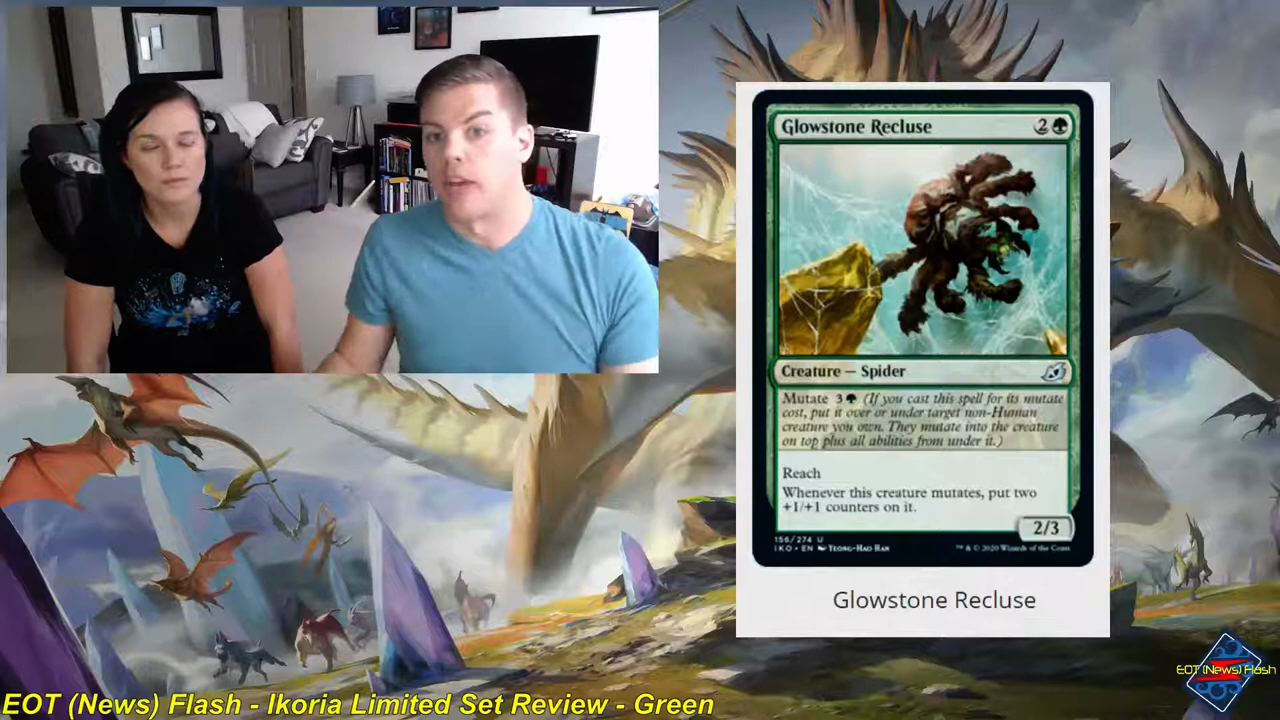 Glowstone Recluse 2
Creature — Spider
Mutate 3 (If you cast this spell for its mutate
cost, put it over or under target non-Human
creature you own. They mutate into the creature
on top plus all abilities from under it.)
Reach
Whenever this creature mutates, put two
+1/+1 counters on it.
2/3
156/274 U
IKO • EN Yeong-Hao Han
™ & © 2020 Wizards of the Coast
Glowstone Recluse
EOT (News) Flash
EOT (News) Flash - Ikoria Limited Set Review - Green